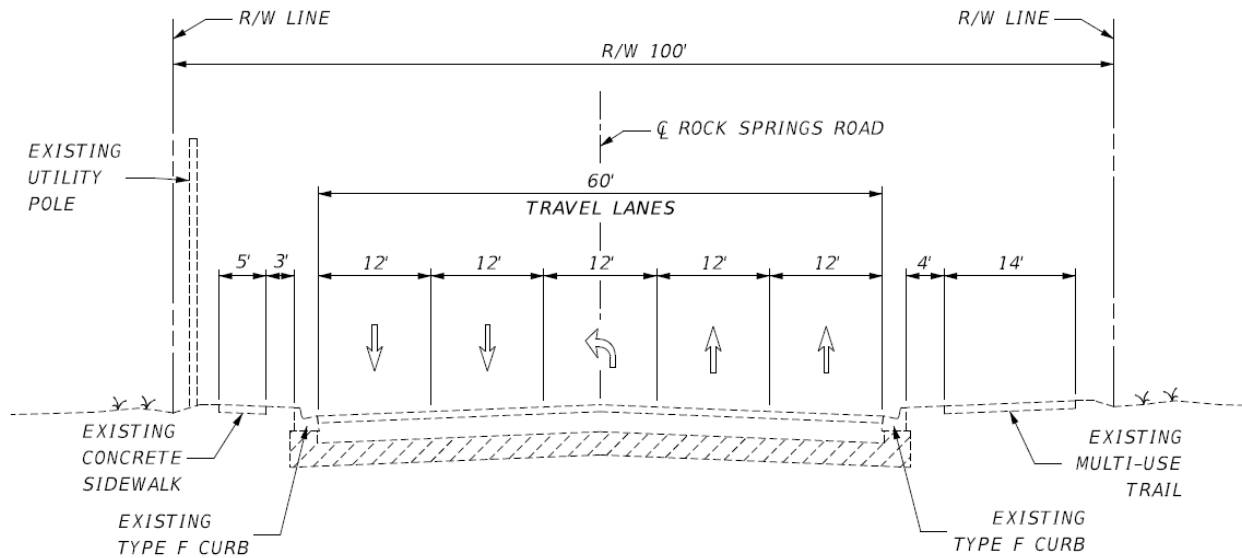 R/W LINE
R/W LINE
R/W 100'
℄ ROCK SPRINGS ROAD
EXISTING
UTILITY
POLE
60'
TRAVEL LANES
5'
3'
12'
12'
12'
12'
12'
4'
14'
EXISTING
CONCRETE
SIDEWALK
EXISTING
TYPE F CURB
EXISTING
MULTI-USE
TRAIL
EXISTING
TYPE F CURB